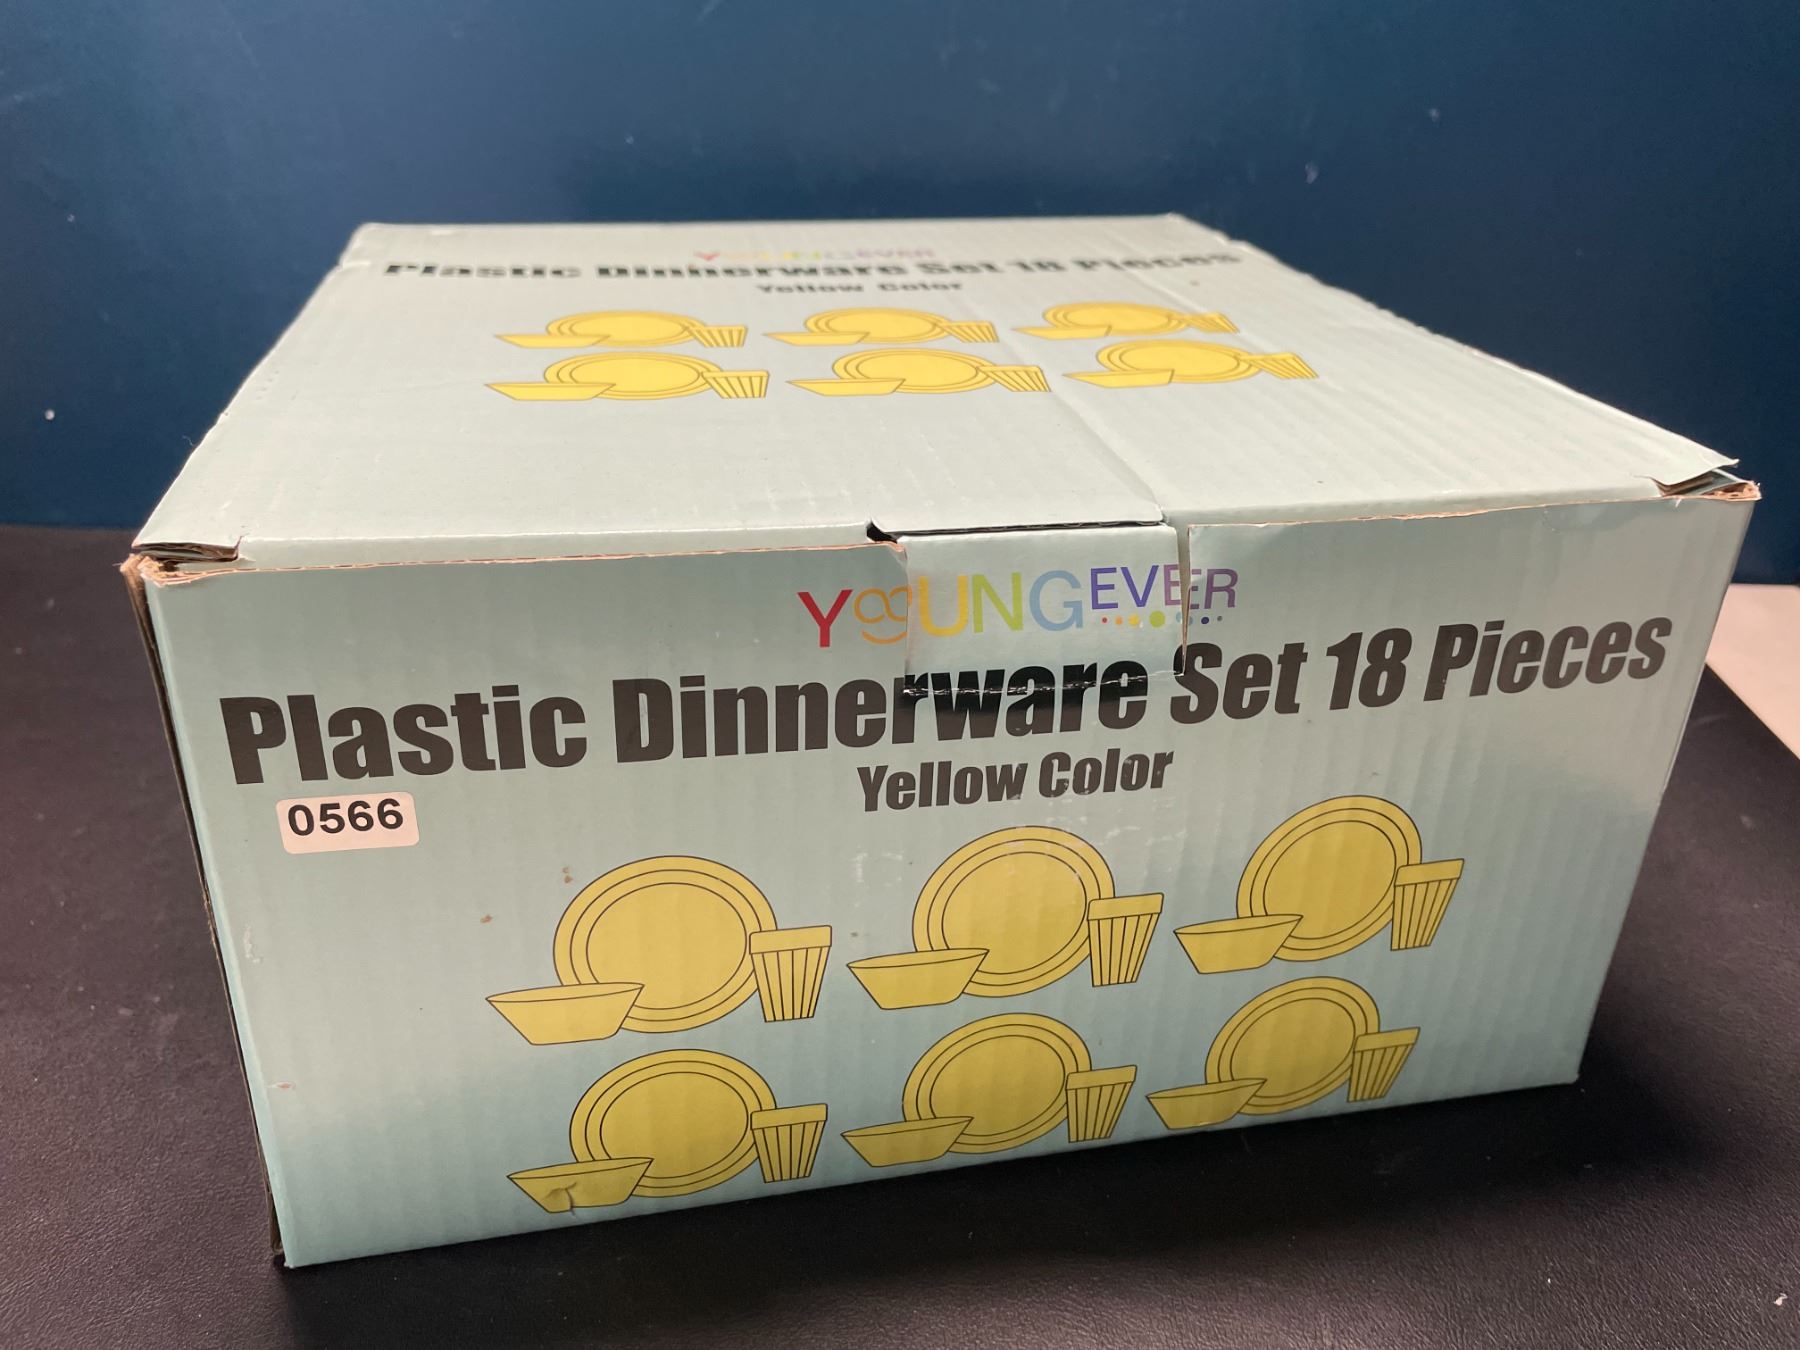 YOUNGEVER
Plastic Dinnerware Set 18 Pieces
Yellow Color
YOUNGEVER
Plastic Dinnerware Set 18 Pieces
Yellow Color
0566